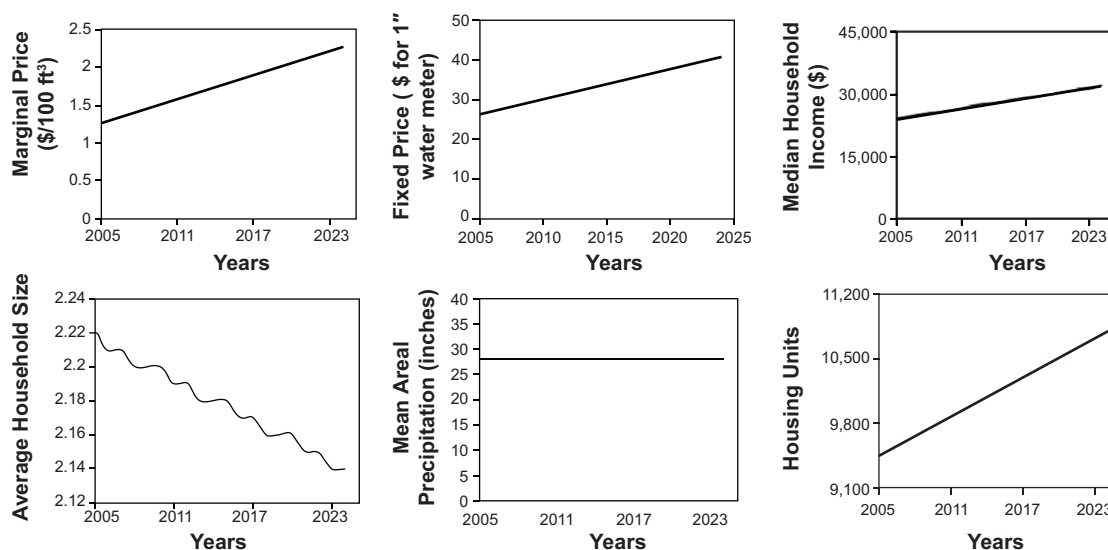 Marginal Price
($/100 ft³)
2.5
2
1.5
1
0.5
0
2005 2011 2017 2023
Years
Fixed Price ( $ for 1"
water meter)
50
40
30
20
10
0
2005 2010 2015 2020 2025
Years
Median Household
Income ($)
45,000
30,000
15,000
0
2005 2011 2017 2023
Years
Average Household Size
2.24
2.22
2.2
2.18
2.16
2.14
2.12
2005 2011 2017 2023
Years
Mean Areal
Precipitation (inches)
40
35
30
25
20
15
10
5
0
2005 2011 2017 2023
Years
Housing Units
11,200
10,500
9,800
9,100
2005 2011 2017 2023
Years